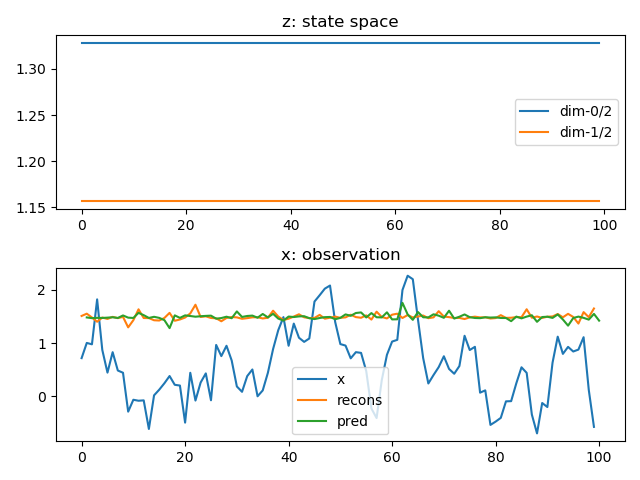 z: state space
1.30
1.25
1.20
1.15
dim-0/2
dim-1/2
0 20 40 60 80 100
x: observation
2
1
0
x
recons
pred
0 20 40 60 80 100